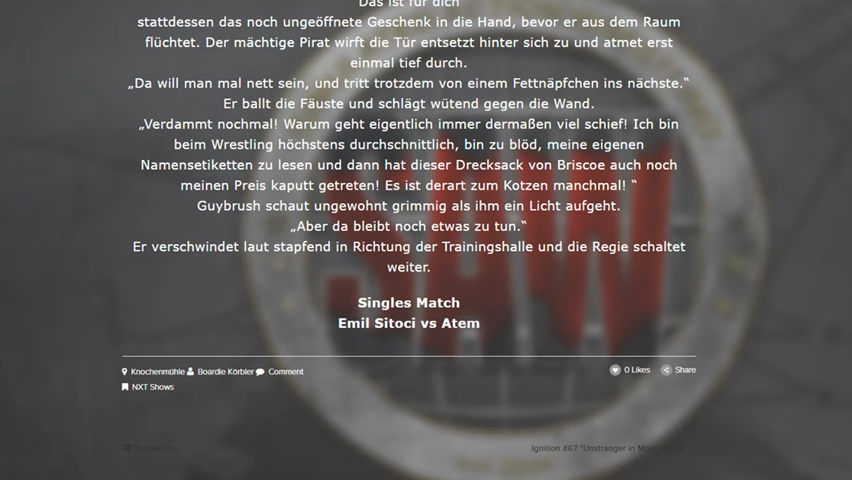 Das ist für dich
stattdessen das noch ungeöffnete Geschenk in die Hand, bevor er aus dem Raum
flüchtet. Der mächtige Pirat wirft die Tür entsetzt hinter sich zu und atmet erst
einmal tief durch.
„Da will man mal nett sein, und tritt trotzdem von einem Fettnäpfchen ins nächste.“
Er ballt die Fäuste und schlägt wütend gegen die Wand.
„Verdammt nochmal! Warum geht eigentlich immer dermaßen viel schief! Ich bin
beim Wrestling höchstens durchschnittlich, bin zu blöd, meine eigenen
Namensetiketten zu lesen und dann hat dieser Drecksack von Briscoe auch noch
meinen Preis kaputt getreten! Es ist derart zum Kotzen manchmal! “
Guybrush schaut ungewohnt grimmig als ihm ein Licht aufgeht.
„Aber da bleibt noch etwas zu tun.“
Er verschwindet laut stapfend in Richtung der Trainingshalle und die Regie schaltet
weiter.
Singles Match
Emil Sitoci vs Atem
Knochenmühle Boardie Körbler Comment
0 Likes Share
NXT Shows
Ignition #67 "Unstranger in
SAW